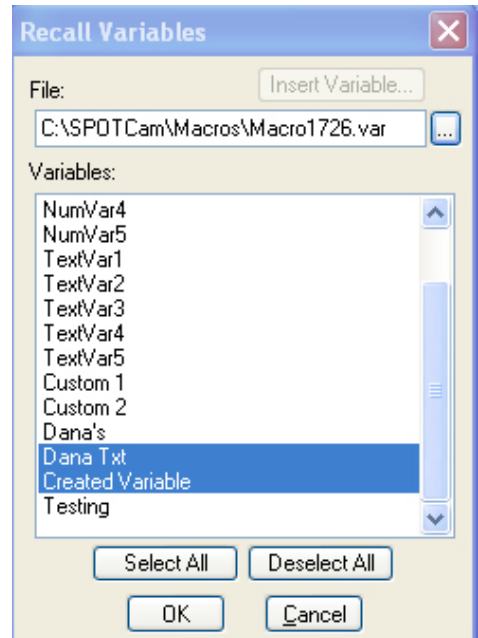 Recall Variables
File:
Insert Variable...
C:\SPOTCam\Macros\Macro1726.var
...
Variables:
NumVar4
NumVar5
TextVar1
TextVar2
TextVar3
TextVar4
TextVar5
Custom 1
Custom 2
Dana's
Dana Txt
Created Variable
Testing
Select All Deselect All
OK Cancel